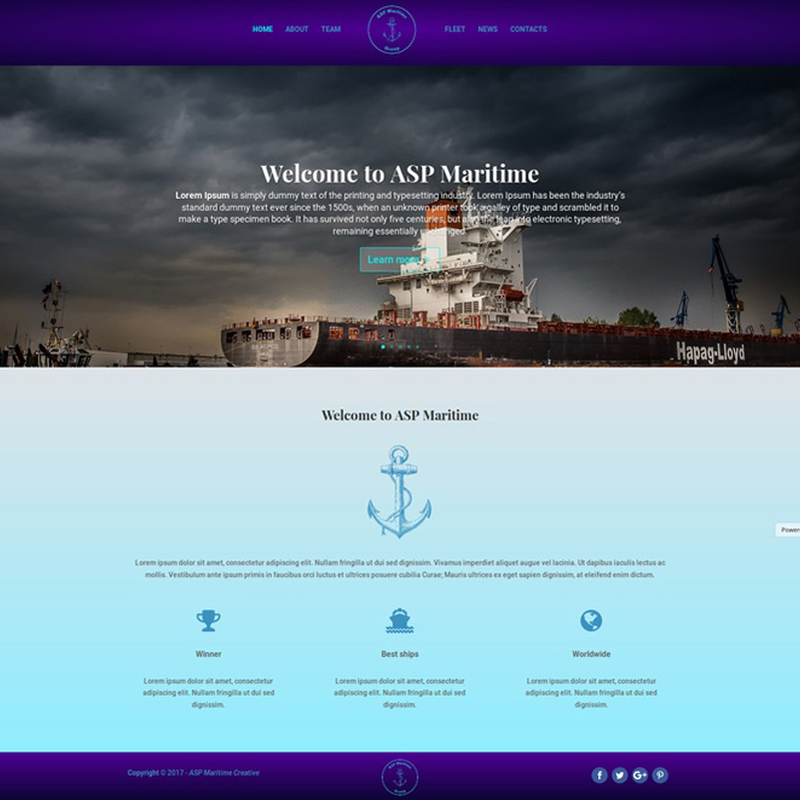 HOME ABOUT TEAM
ASP Maritime
Group
FLEET NEWS CONTACTS
Welcome to ASP Maritime
Lorem Ipsum is simply dummy text of the printing and typesetting industry. Lorem Ipsum has been the industry's
standard dummy text ever since the 1500s, when an unknown printer took a galley of type and scrambled it to
make a type specimen book. It has survived not only five centuries, but also the leap into electronic typesetting,
remaining essentially unchanged
Learn more
Hapag-Lloyd
Welcome to ASP Maritime
Power
Lorem ipsum dolor sit amet, consectetur adipiscing elit. Nullam fringilla ut dui sed dignissim. Vivamus imperdiet aliquet augue vel lacinia. Ut dapibus iaculis lectus ac
mollis. Vestibulum ante ipsum primis in faucibus orci luctus et ultrices posuere cubilia Curae; Mauris ultrices ex eget sapien dignissim, at eleifend enim dictum.
Winner
Lorem ipsum dolor sit amet, consectetur
adipiscing elit. Nullam fringilla ut dui sed
dignissim.
Best ships
Lorem ipsum dolor sit amet, consectetur
adipiscing elit. Nullam fringilla ut dui sed
dignissim.
Worldwide
Lorem ipsum dolor sit amet, consectetur
adipiscing elit. Nullam fringilla ut dui sed
dignissim.
Copyright © 2017 - ASP Maritime Creative
ASP Maritime
Group